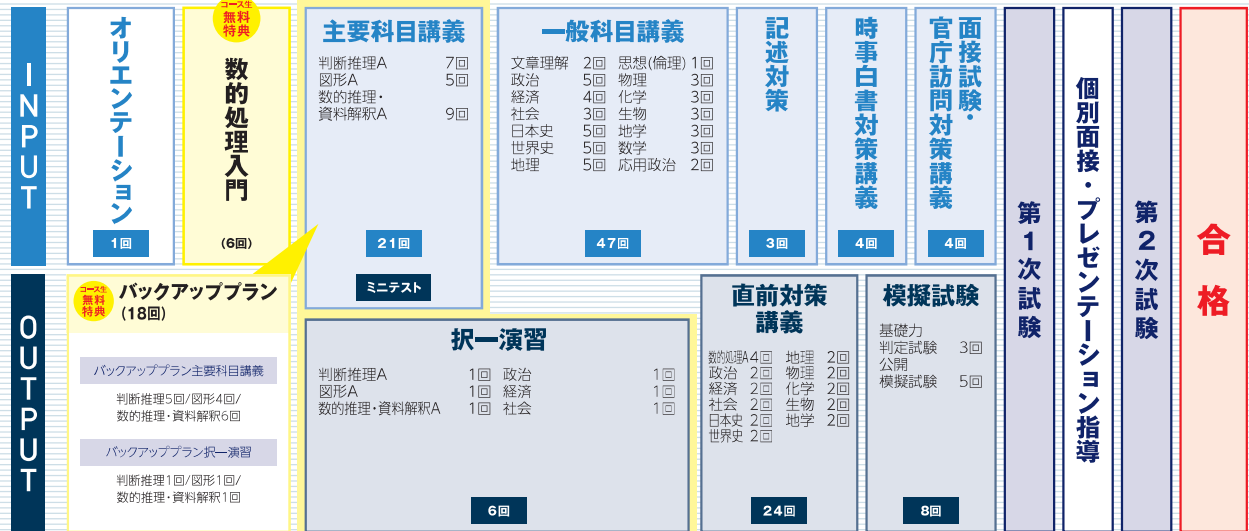 INPUT
オリエンテーション
1回
コース生
無料
特典
数的処理入門
(6回)
主要科目講義
判断推理A 7回
図形A 5回
数的推理・
資料解釈A 9回
21回
ミニテスト
一般科目講義
文章理解 2回 思想(倫理) 1回
政治 5回 物理 3回
経済 4回 化学 3回
社会 3回 生物 3回
日本史 5回 地学 3回
世界史 5回 数学 3回
地理 5回 応用政治 2回
47回
記述対策
3回
時事白書対策講義
4回
面接試験・
官庁訪問対策講義
4回
第1次試験
個別面接・プレゼンテーション指導
第2次試験
合格
OUTPUT
コース生
無料
特典
バックアッププラン
(18回)
バックアッププラン主要科目講義
判断推理5回/図形4回/
数的推理・資料解釈6回
バックアッププラン択一演習
判断推理1回/図形1回/
数的推理・資料解釈1回
択一演習
判断推理A 1回 政治 1回
図形A 1回 経済 1回
数的推理・資料解釈A 1回 社会 1回
6回
直前対策
講義
数的処理A 4回 地理 2回
政治 2回 物理 2回
経済 2回 化学 2回
社会 2回 生物 2回
日本史 2回 地学 2回
世界史 2回
24回
模擬試験
基礎力
判定試験 3回
公開
模擬試験 5回
8回